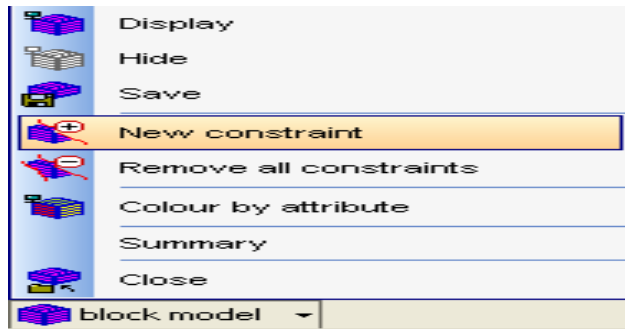 Display
Hide
Save
New constraint
Remove all constraints
Colour by attribute
Summary
Close
block model